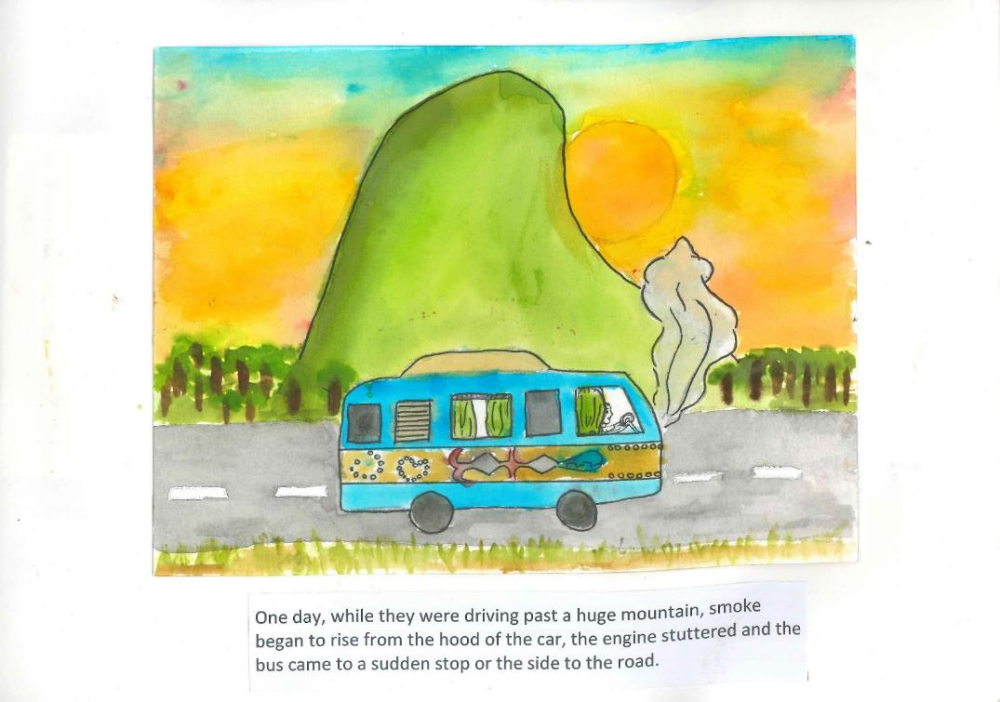 One day, while they were driving past a huge mountain, smoke
began to rise from the hood of the car, the engine stuttered and the
bus came to a sudden stop or the side to the road.